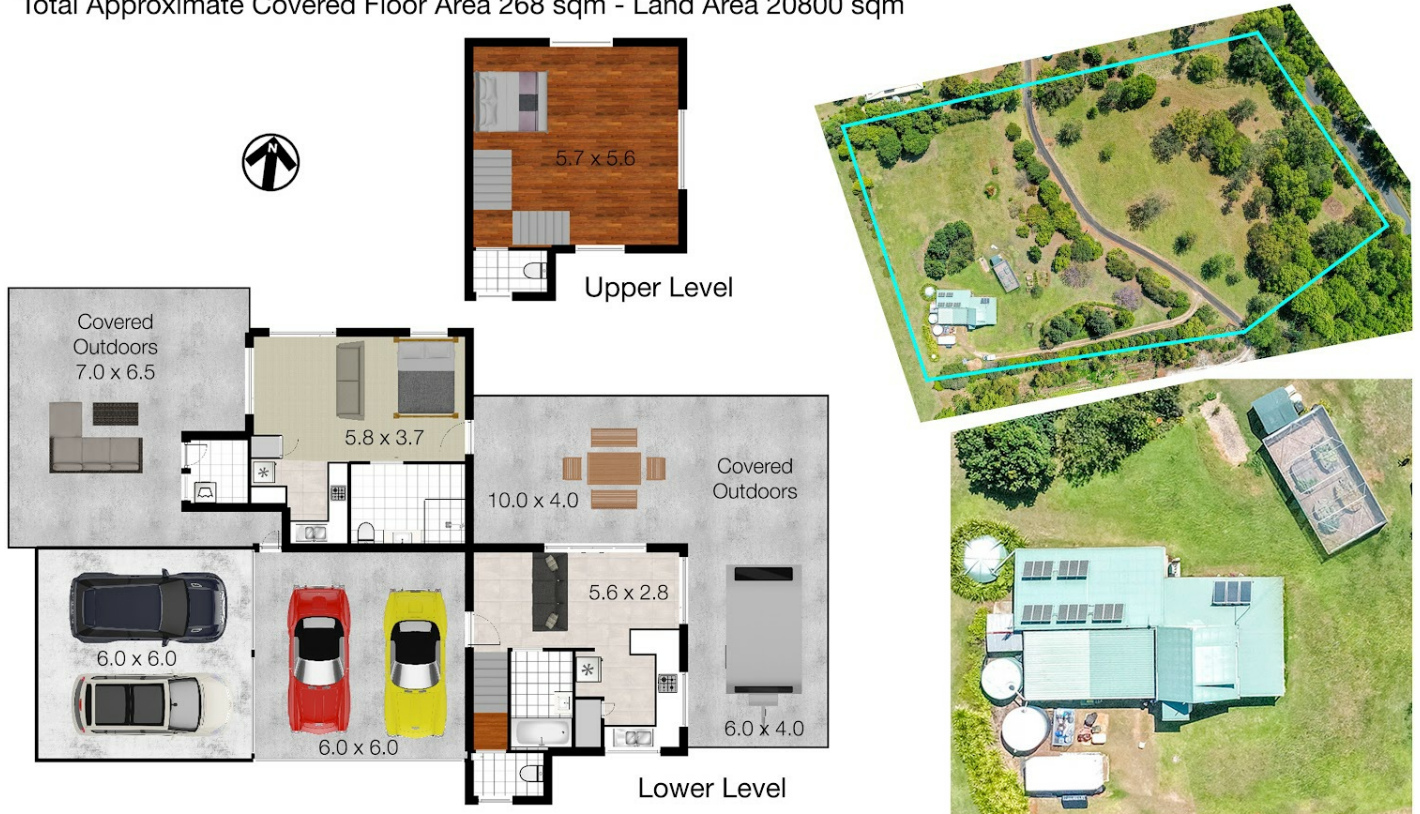 Total Approximate Covered Floor Area 268 sqm - Land Area 20800 sqm
N
5.7 x 5.6
Upper Level
Covered
Outdoors
7.0 x 6.5
5.8 x 3.7
10.0 x 4.0
Covered
Outdoors
5.6 x 2.8
6.0 x 6.0
6.0 x 6.0
6.0 x 4.0
Lower Level